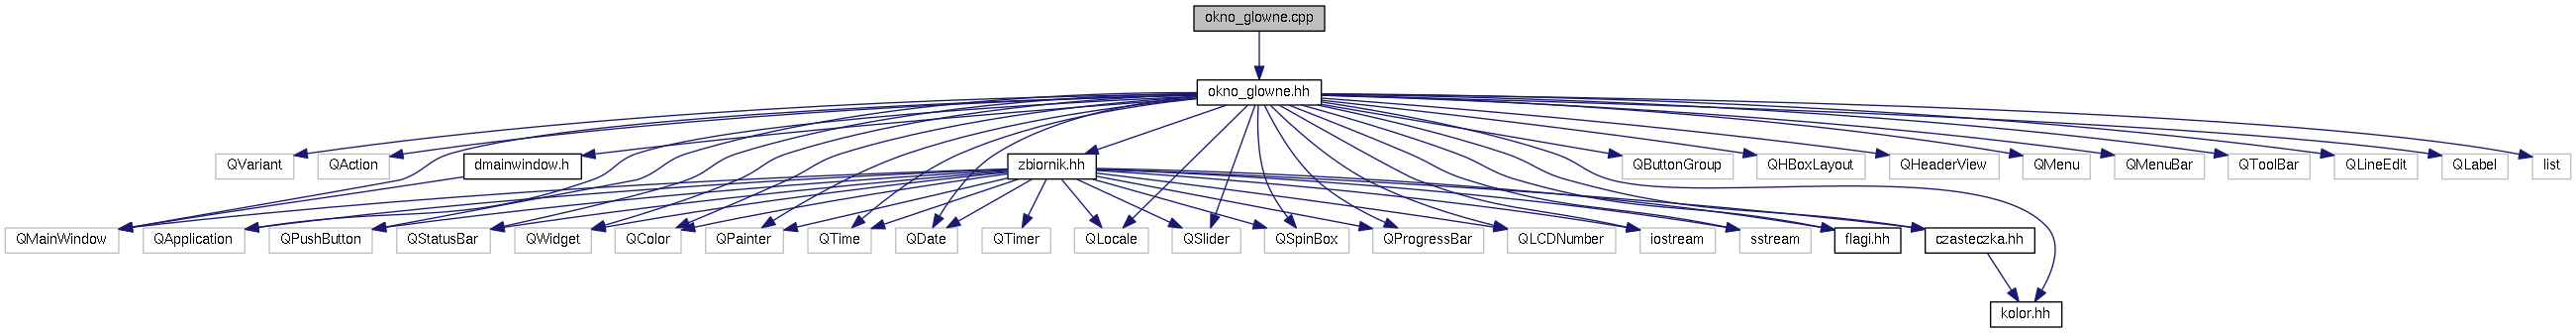 okno_glowne.cpp
okno_glowne.hh
QVariant
QAction
dmainwindow.h
zbiornik.hh
QButtonGroup
QHBoxLayout
QHeaderView
QMenu
QMenuBar
QToolBar
QLineEdit
QLabel
list
QMainWindow
QApplication
QPushButton
QStatusBar
QWidget
QColor
QPainter
QTime
QDate
QTimer
QLocale
QSlider
QSpinBox
QProgressBar
QLCDNumber
iostream
sstream
flagi.hh
czasteczka.hh
kolor.hh